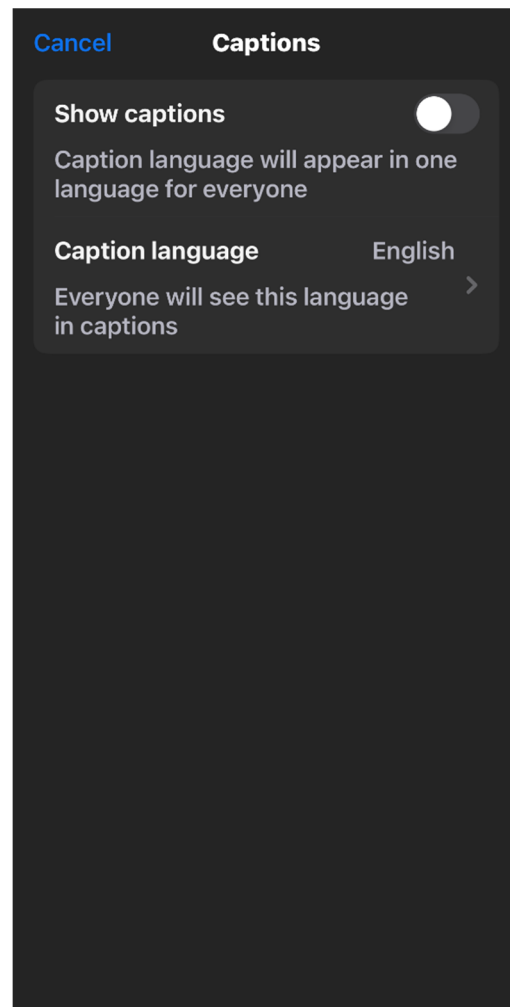 Cancel
Captions
Show captions
Caption language will appear in one
language for everyone
Caption language
English
Everyone will see this language
in captions